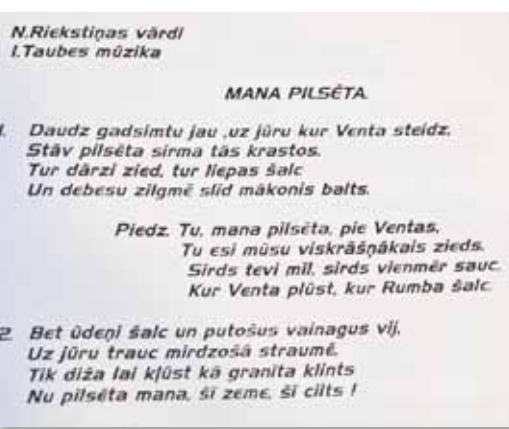 N.Riekstiņas vārdi
I.Taubes mūzika
MANA PILSĒTA
1. Daudz gadsimtu jau ,uz jūru kur Venta steidz,
Stāv pilsēta sirma tās krastos.
Tur dārzi zied, tur liepas šalc
Un debesu zilgmē slīd mākonis balts.
Piedz. Tu, mana pilsēta, pie Ventas,
Tu esi mūsu viskrāšņākais zieds.
Sirds tevi mīl, sirds vienmēr sauc.
Kur Venta plūst, kur Rumba šalc.
2 Bet ūdeņi šalc un putošus vainagus vij,
Uz jūru trauc mirdzošā straumē.
Tik diža lai kļūst kā granīta klints
Nu pilsēta mana, šī zeme, šī cilts !